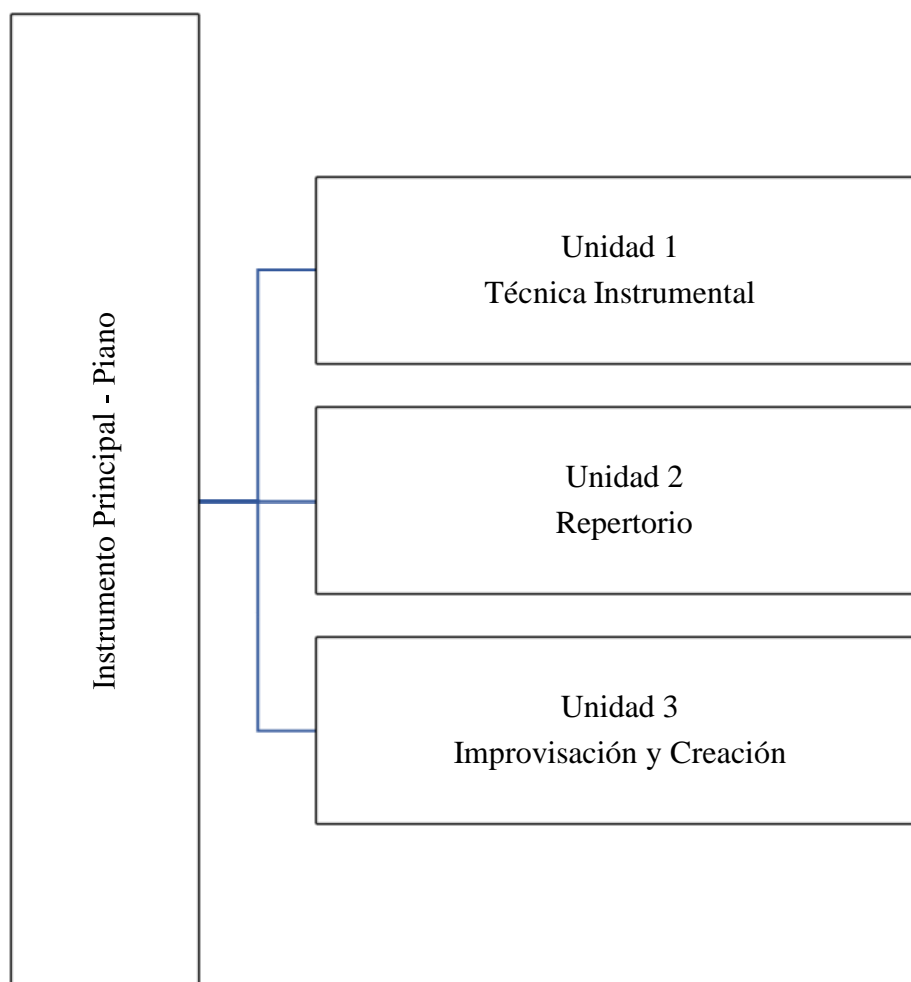 Instrumento Principal - Piano
Unidad 1
Técnica Instrumental
Unidad 2
Repertorio
Unidad 3
Improvisación y Creación